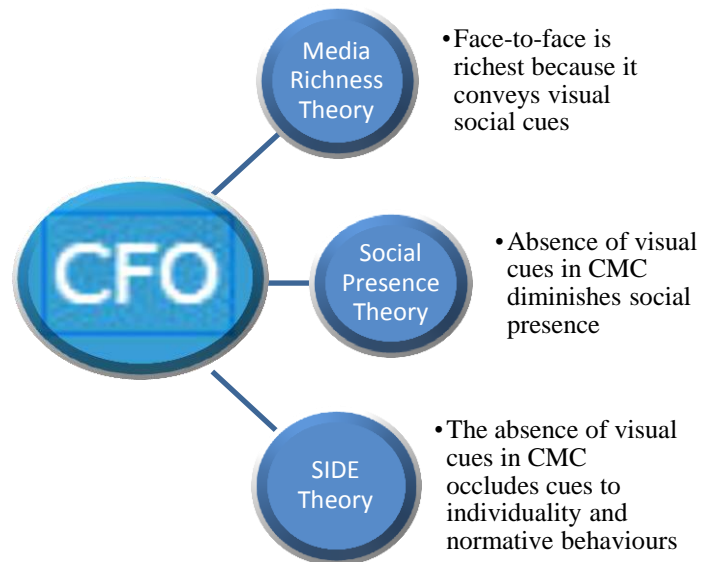 Media
Richness
Theory
•Face-to-face is
richest because it
conveys visual
social cues
CFO
Social
Presence
Theory
•Absence of visual
cues in CMC
diminishes social
presence
SIDE
Theory
•The absence of visual
cues in CMC
occludes cues to
individuality and
normative behaviours